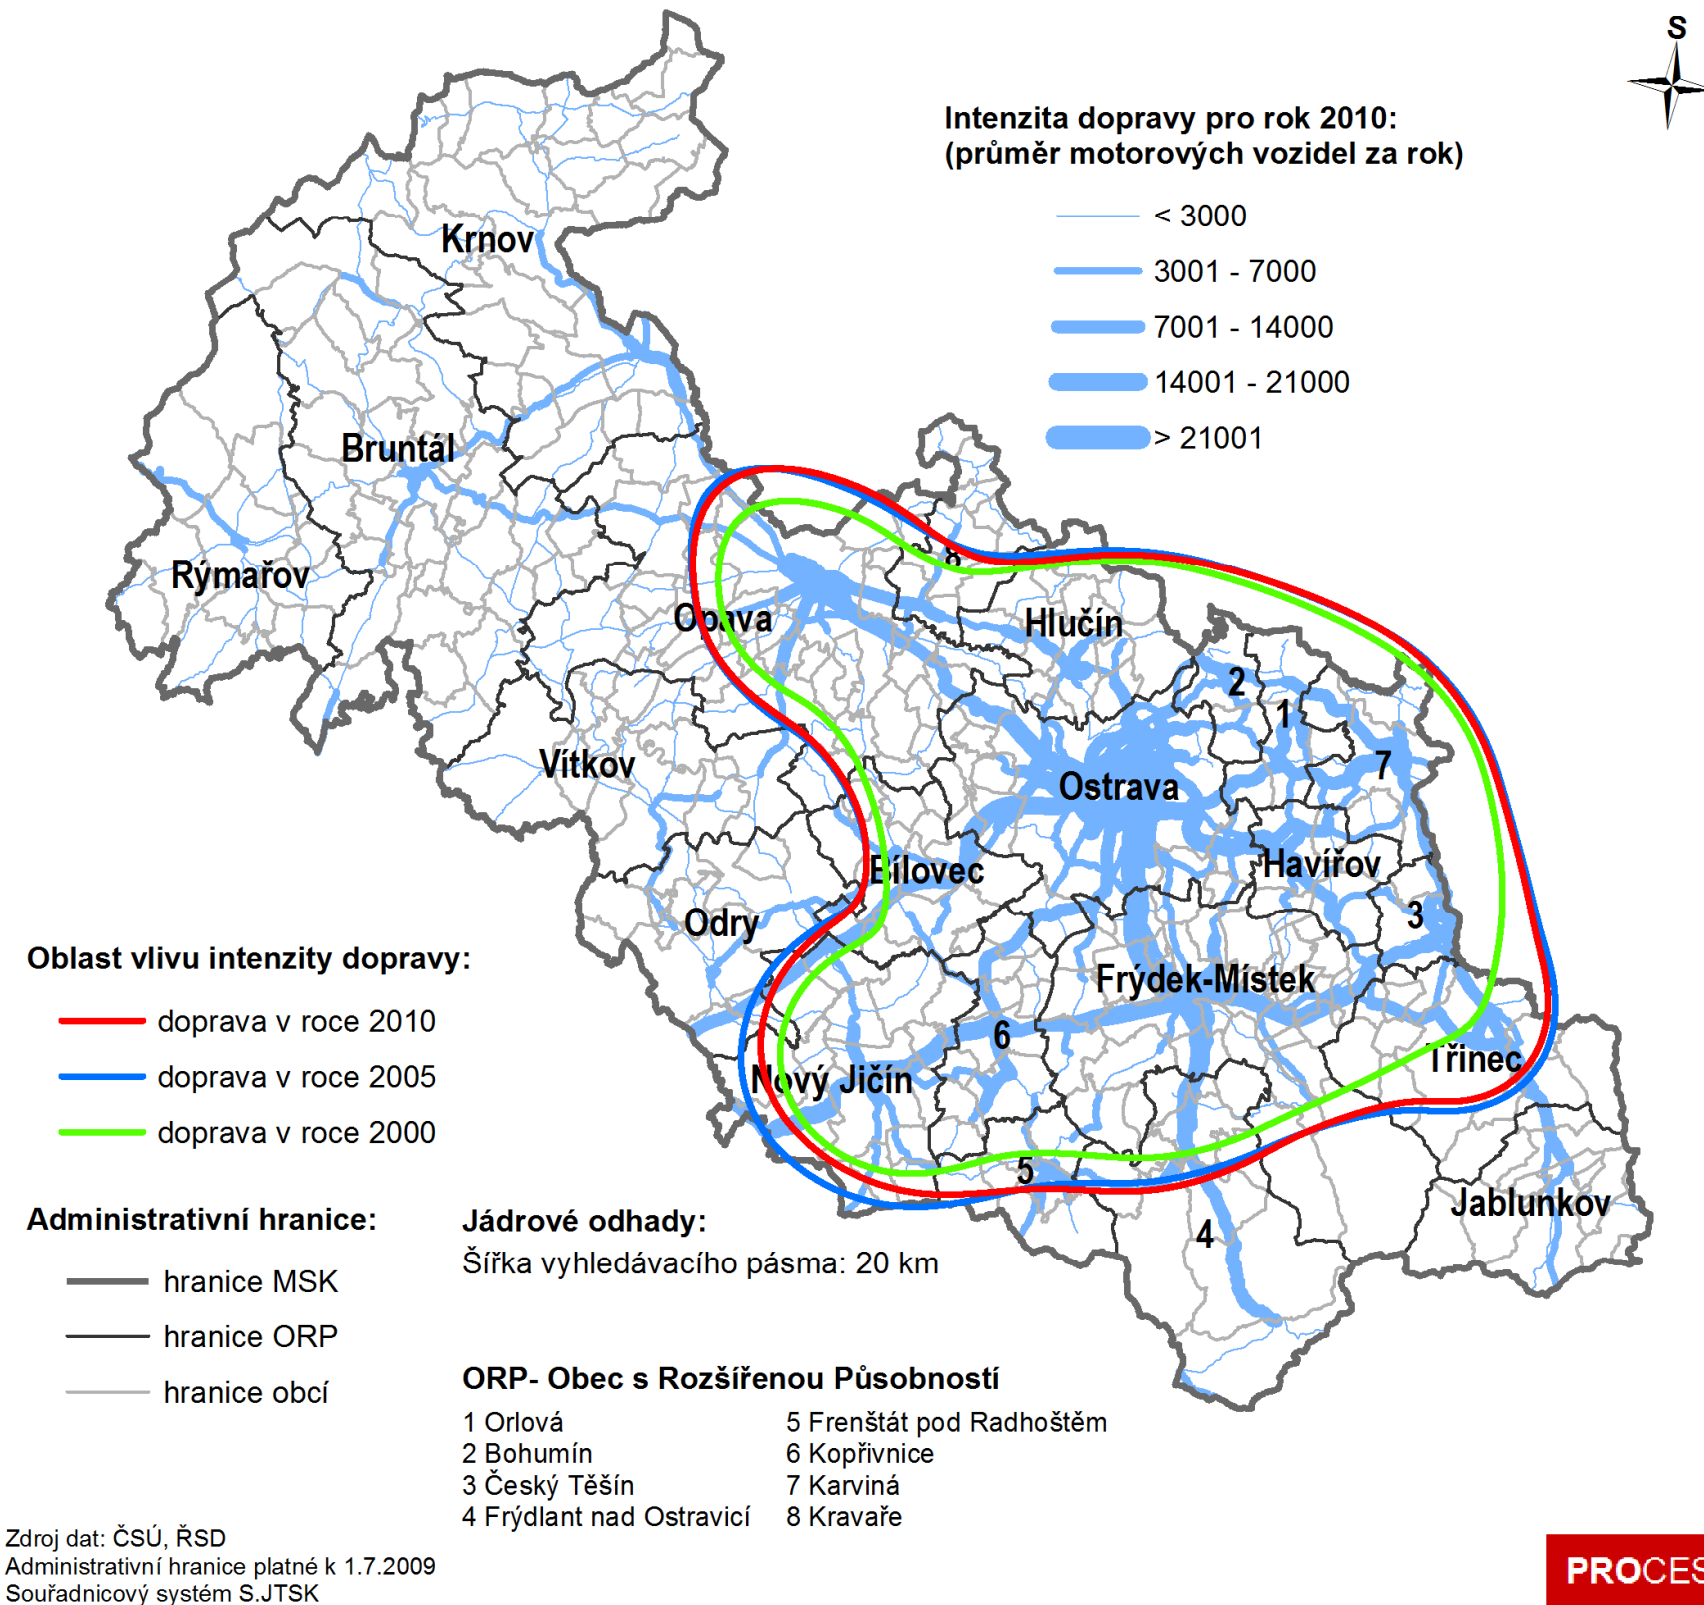 S
Intenzita dopravy pro rok 2010:
(průměr motorových vozidel za rok)
< 3000
3001 - 7000
7001 - 14000
14001 - 21000
> 21001
Krnov
Bruntál
Rýmařov
8
Opava
Hlučín
2
1
Vítkov
7
Ostrava
Bílovec
Havířov
Odry
3
Frýdek-Místek
6
Třinec
Nový Jičín
5
Jablunkov
4
Oblast vlivu intenzity dopravy:
doprava v roce 2010
doprava v roce 2005
doprava v roce 2000
Administrativní hranice:
hranice MSK
hranice ORP
hranice obcí
Jádrové odhady:
Šířka vyhledávacího pásma: 20 km
ORP- Obec s Rozšířenou Působností
1 Orlová
2 Bohumín
3 Český Těšín
4 Frýdlant nad Ostravicí
5 Frenštát pod Radhoštěm
6 Kopřivnice
7 Karviná
8 Kravaře
Zdroj dat: ČSÚ, ŘSD
Administrativní hranice platné k 1.7.2009
Souřadnicový systém S.JTSK
PROCES